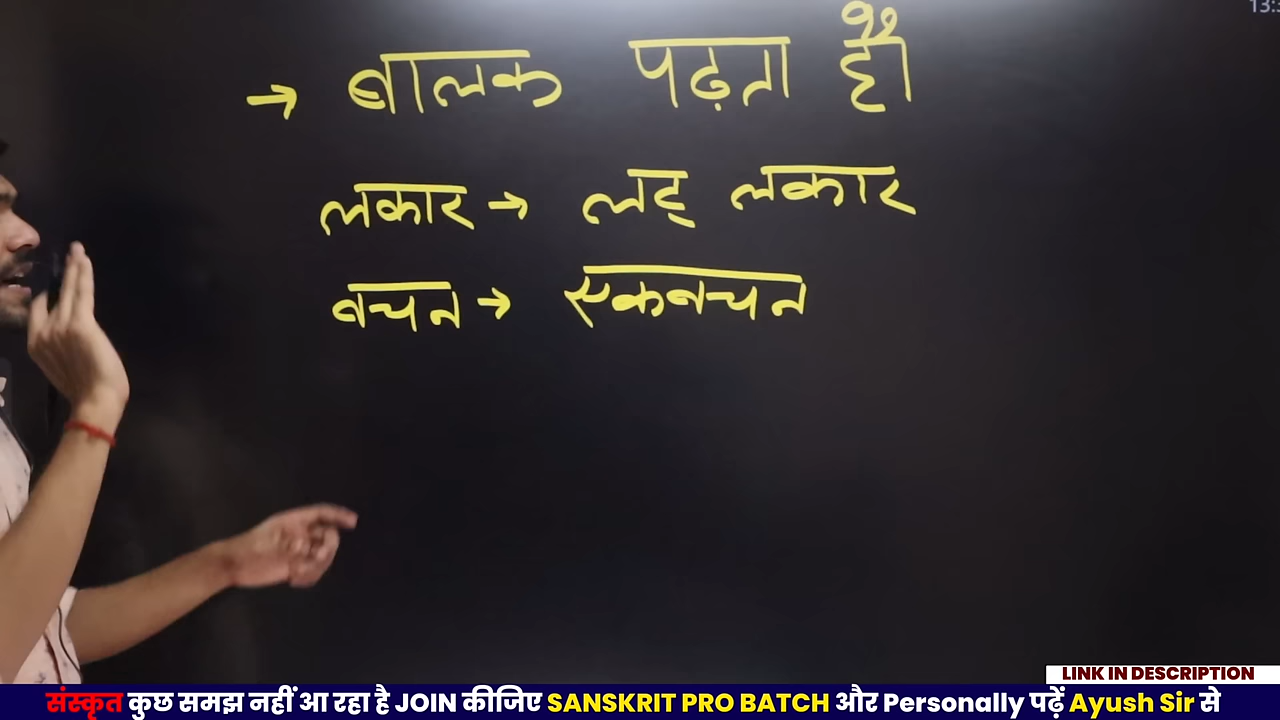 13:
→ बालक पढ़ता है।
लकार → लट् लकार
वचन → एकवचन
LINK IN DESCRIPTION
संस्कृत कुछ समझ नहीं आ रहा है JOIN कीजिए SANSKRIT PRO BATCH और Personally पढ़ें Ayush Sir से